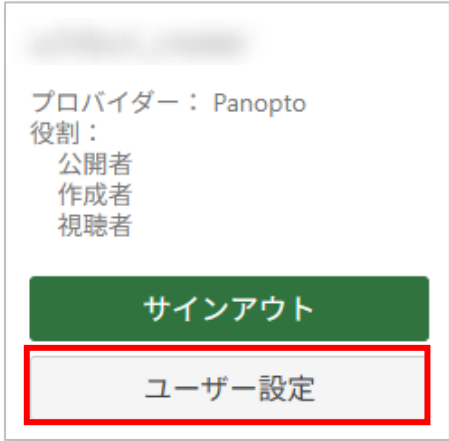 プロバイダー： Panopto
役割：
公開者
作成者
視聴者
サインアウト
ユーザー設定